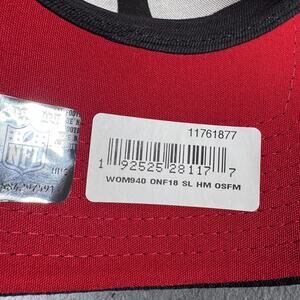 11761877
1 92525 28117 7
WOM940 ONF18 SL HM OSFM
NFL